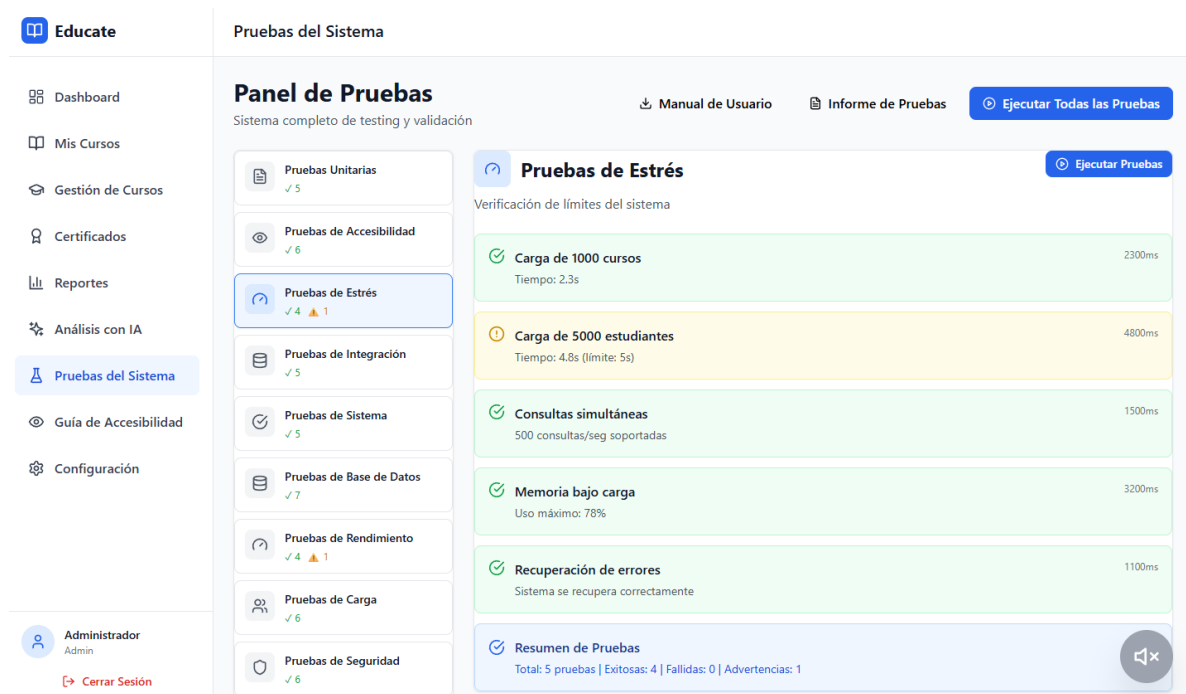 Educate
Pruebas del Sistema
Dashboard
Mis Cursos
Gestión de Cursos
Certificados
Reportes
Análisis con IA
Pruebas del Sistema
Guía de Accesibilidad
Configuración
Administrador
Admin
Cerrar Sesión
Panel de Pruebas
Sistema completo de testing y validación
Manual de Usuario
Informe de Pruebas
Ejecutar Todas las Pruebas
Pruebas Unitarias
✓ 5
Pruebas de Accesibilidad
✓ 6
Pruebas de Estrés
✓ 4 ⚠ 1
Pruebas de Integración
✓ 5
Pruebas de Sistema
✓ 5
Pruebas de Base de Datos
✓ 7
Pruebas de Rendimiento
✓ 4 ⚠ 1
Pruebas de Carga
✓ 6
Pruebas de Seguridad
✓ 6
Pruebas de Estrés
Ejecutar Pruebas
Verificación de límites del sistema
Carga de 1000 cursos
2300ms
Tiempo: 2.3s
Carga de 5000 estudiantes
4800ms
Tiempo: 4.8s (límite: 5s)
Consultas simultáneas
1500ms
500 consultas/seg soportadas
Memoria bajo carga
3200ms
Uso máximo: 78%
Recuperación de errores
1100ms
Sistema se recupera correctamente
Resumen de Pruebas
Total: 5 pruebas | Exitosas: 4 | Fallidas: 0 | Advertencias: 1